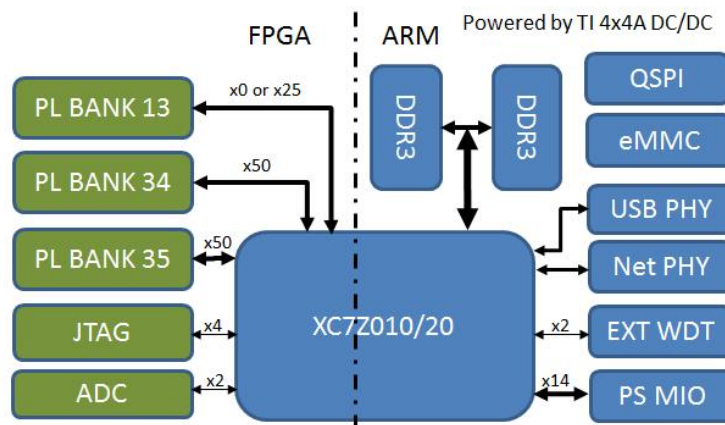 FPGA
ARM
Powered by TI 4x4A DC/DC
PL BANK 13
x0 or x25
DDR3
DDR3
QSPI
eMMC
PL BANK 34
x50
USB PHY
PL BANK 35
x50
Net PHY
JTAG
x4
XC7Z010/20
x2
EXT WDT
ADC
x2
x14
PS MIO